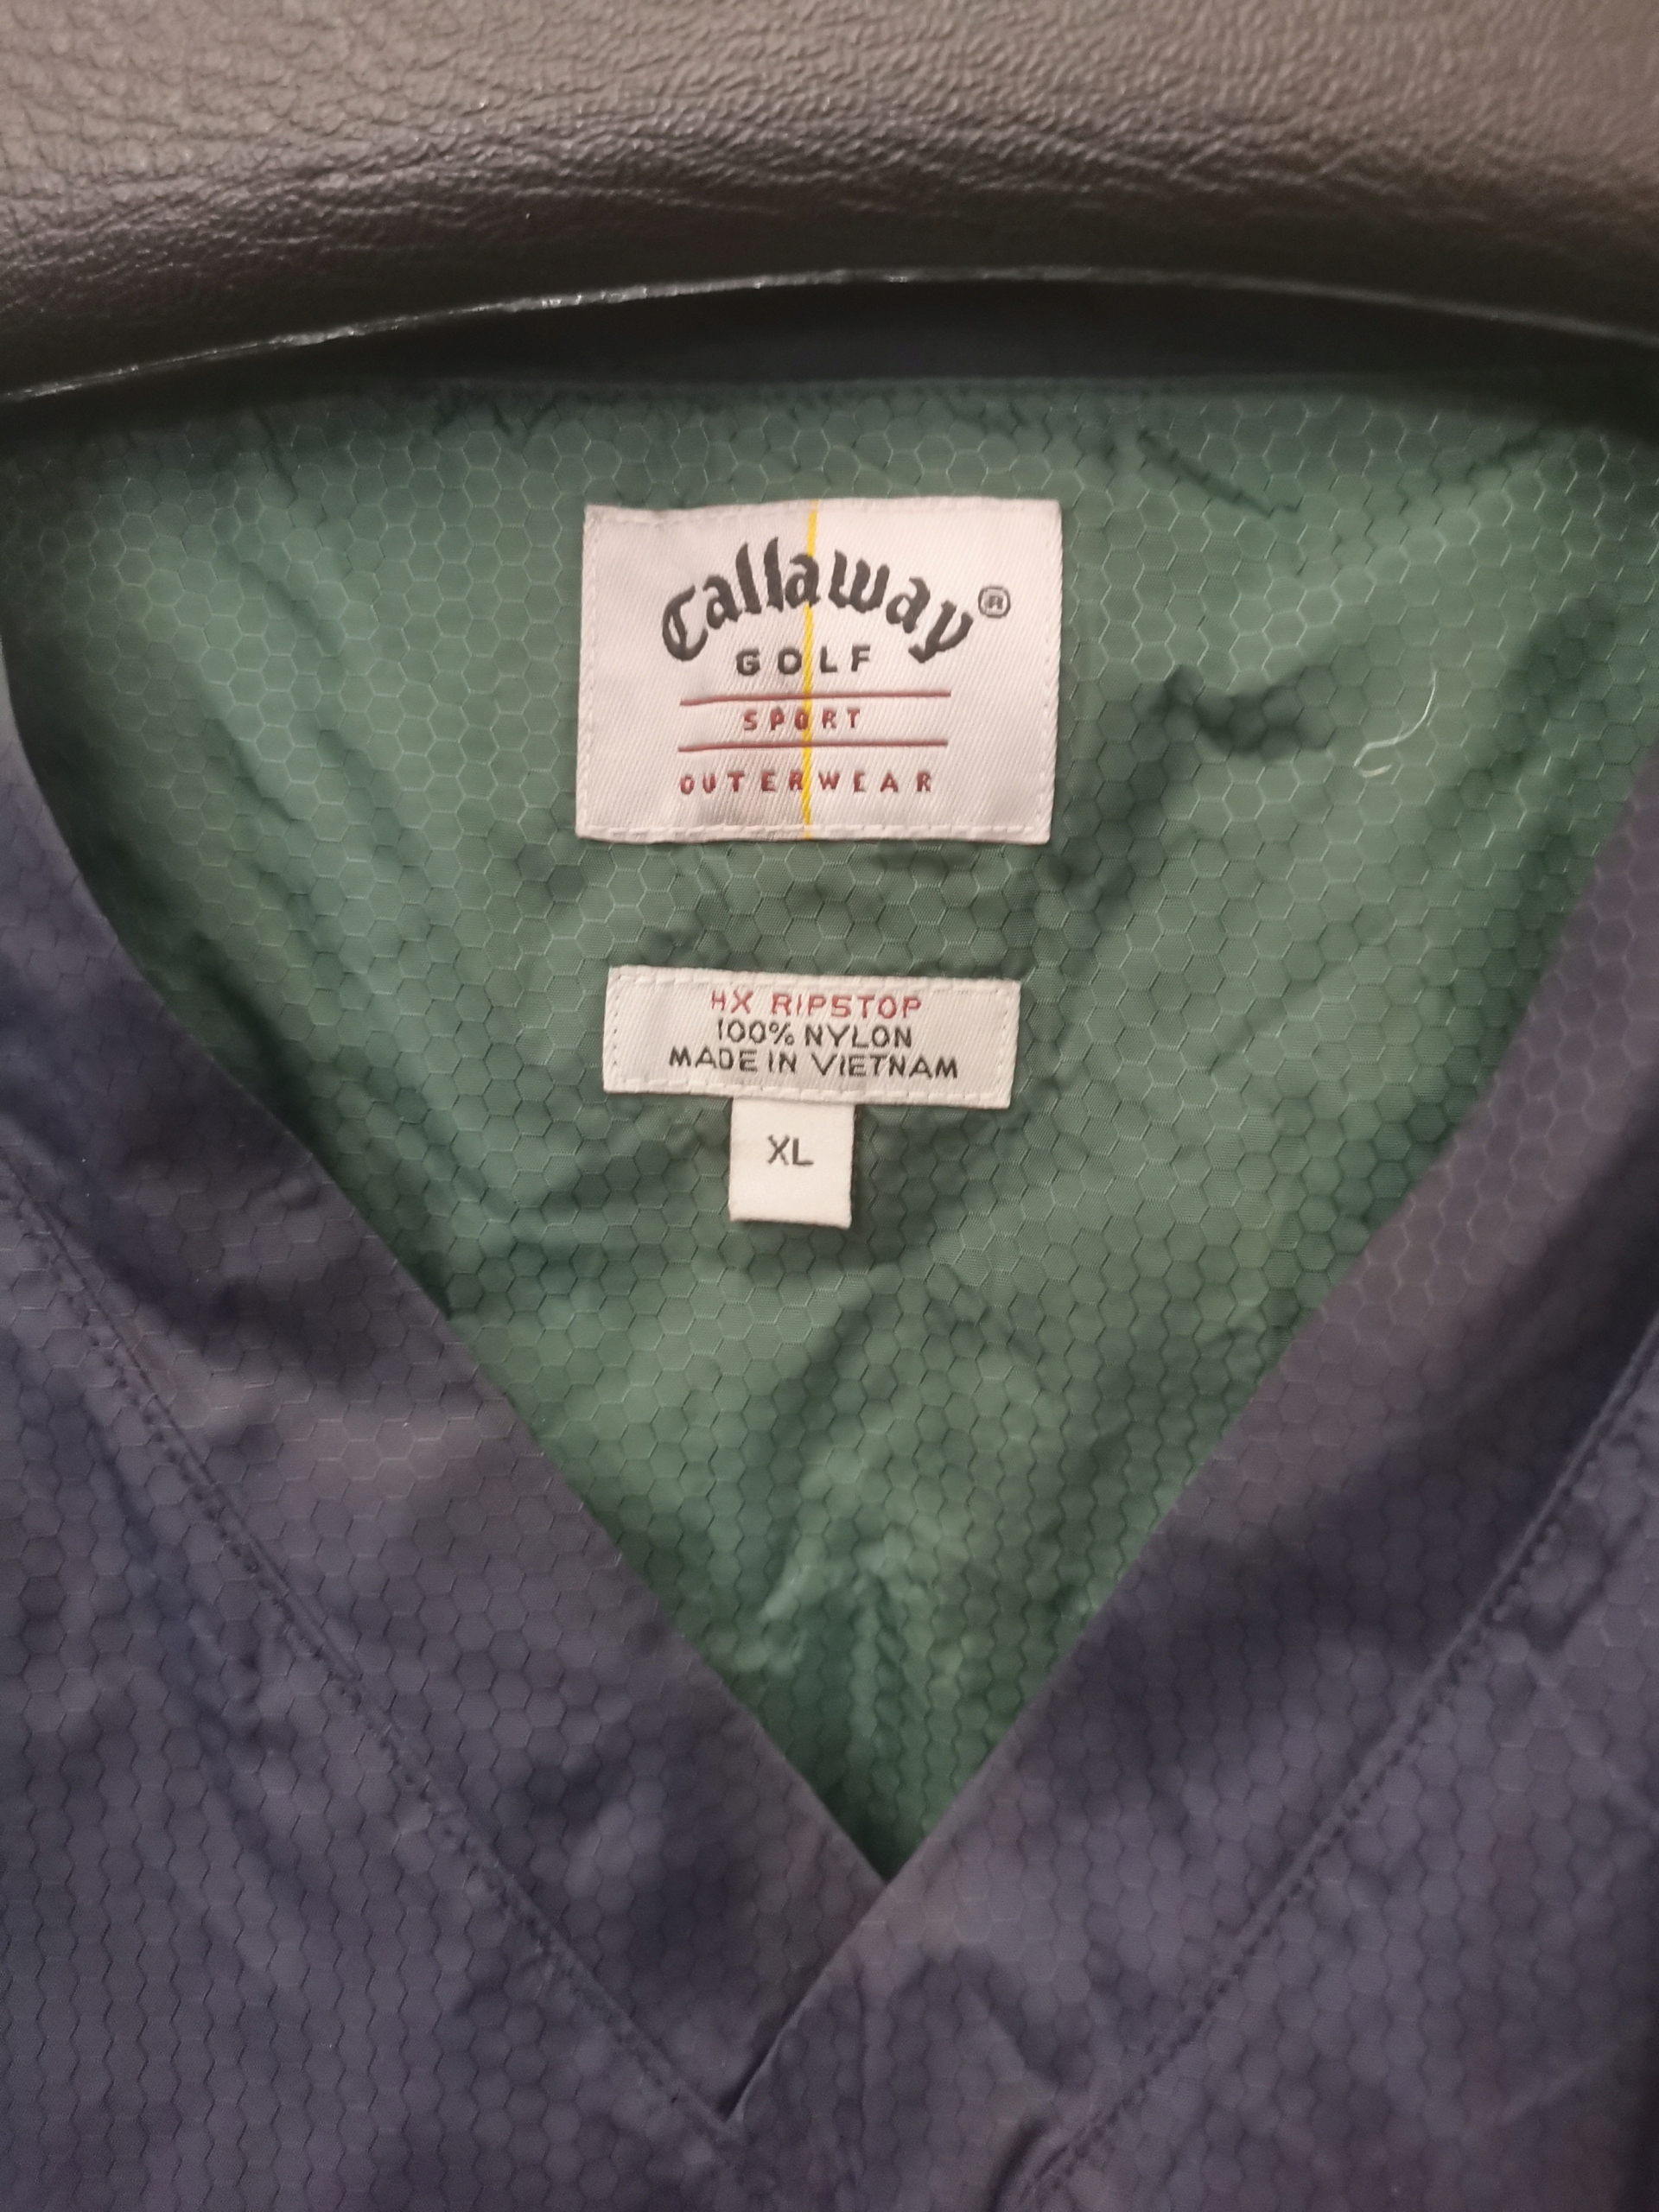 Callaway®
GOLF
SPORT
OUTERWEAR
HX RIPSTOP
100% NYLON
MADE IN VIETNAM
XL